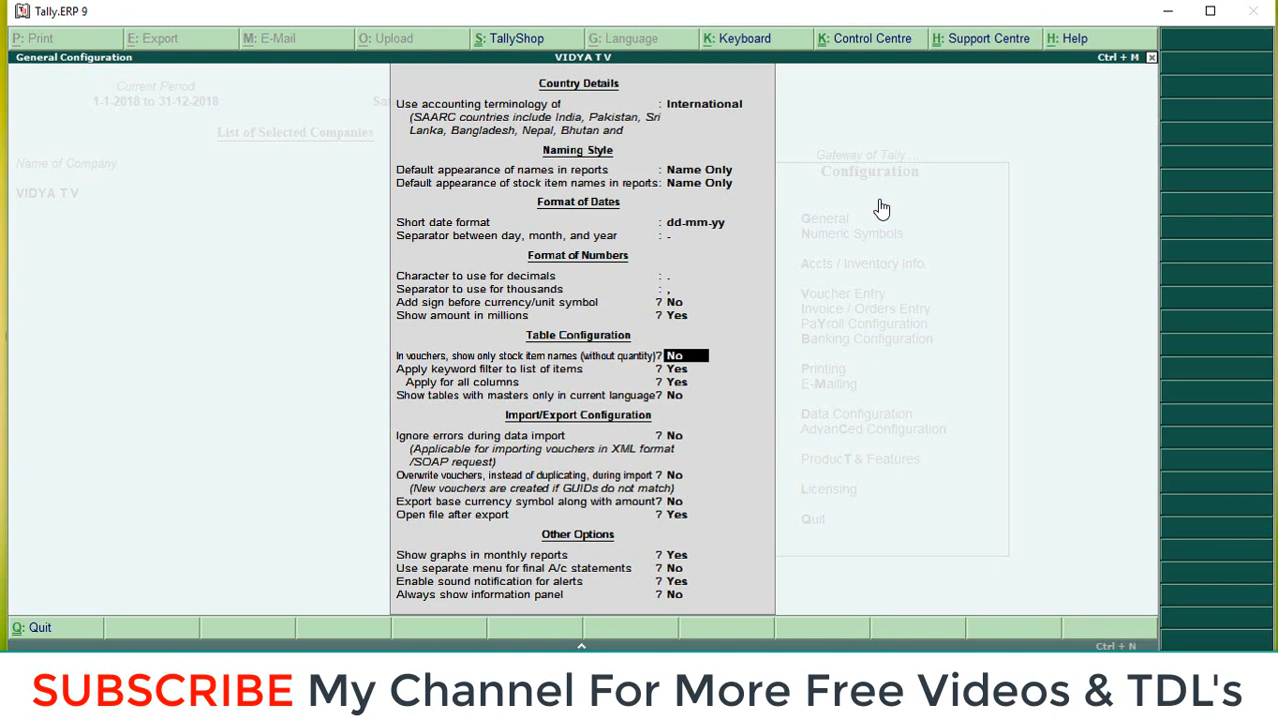 Tally.ERP 9
P: Print E: Export M: E-Mail O: Upload S: TallyShop G: Language K: Keyboard K: Control Centre H: Support Centre H: Help
General Configuration VIDYA T V Ctrl + M
Current Period
1-1-2018 to 31-12-2018
List of Selected Companies
Name of Company
VIDYA T V
Country Details
Use accounting terminology of : International
(SAARC countries include India, Pakistan, Sri
Lanka, Bangladesh, Nepal, Bhutan and
Naming Style
Default appearance of names in reports : Name Only
Default appearance of stock item names in reports: Name Only
Format of Dates
Short date format : dd-mm-yy
Separator between day, month, and year : -
Format of Numbers
Character to use for decimals : .
Separator to use for thousands : ,
Add sign before currency/unit symbol ? No
Show amount in millions ? Yes
Table Configuration
In vouchers, show only stock item names (without quantity)? No
Apply keyword filter to list of items ? Yes
Apply for all columns ? Yes
Show tables with masters only in current language? No
Import/Export Configuration
Ignore errors during data import ? No
(Applicable for importing vouchers in XML format
/SOAP request)
Overwrite vouchers, instead of duplicating, during import ? No
(New vouchers are created if GUIDs do not match)
Export base currency symbol along with amount? No
Open file after export ? Yes
Other Options
Show graphs in monthly reports ? Yes
Use separate menu for final A/c statements ? No
Enable sound notification for alerts ? Yes
Always show information panel ? No
Gateway of Tally ...
Configuration
General
Numeric Symbols
Accts / Inventory Info.
Voucher Entry
Invoice / Orders Entry
PaYroll Configuration
Banking Configuration
Printing
E-Mailing
Data Configuration
AdvanCed Configuration
ProducT & Features
Licensing
Quit
Q: Quit
Ctrl + N
SUBSCRIBE My Channel For More Free Videos & TDL's